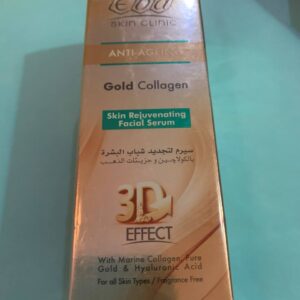 Eva
SKIN CLINIC
ANTI-AGEING
Gold Collagen
Skin Rejuvenating
Facial Serum
سيرم لتجديد شباب البشرة
بالكولاجين و جزيئات الذهب
3D
EFFECT
With Marine Collagen, Pure
Gold & Hyaluronic Acid
For all Skin Types / Fragrance Free